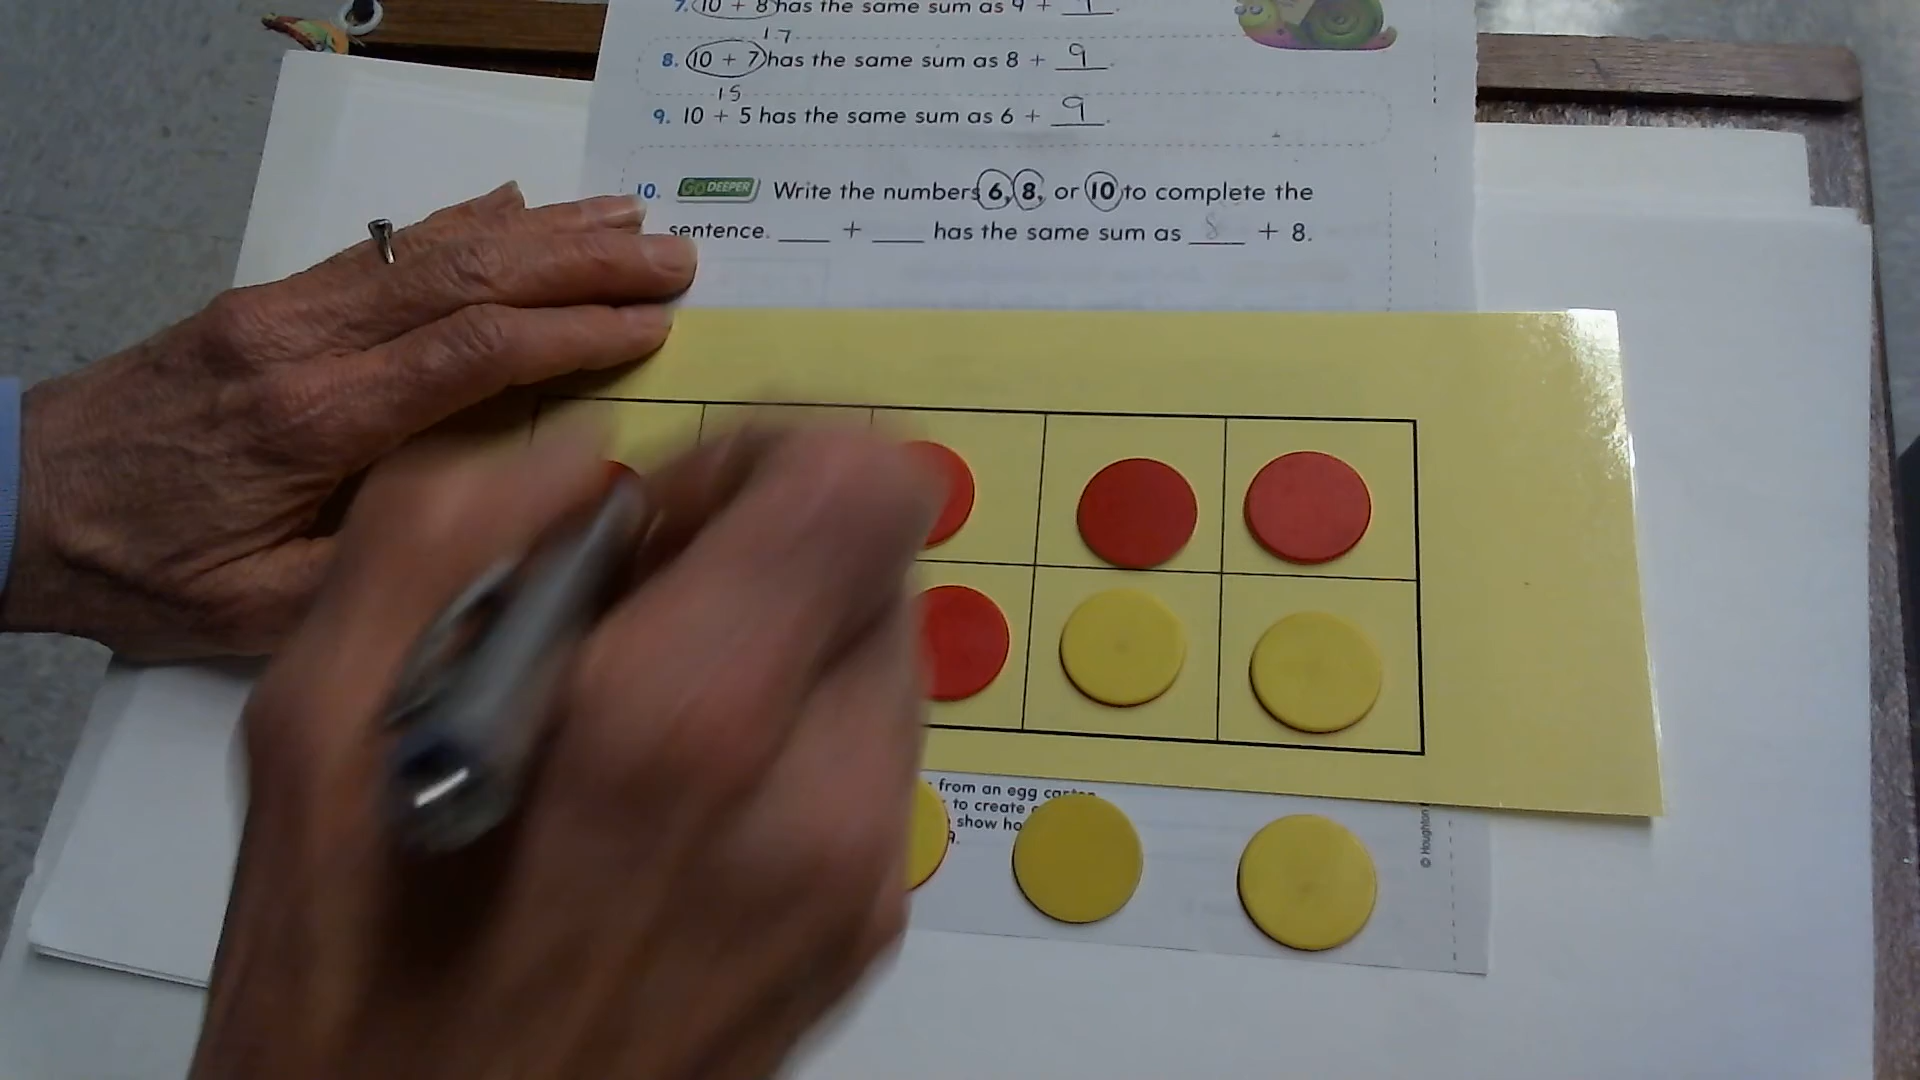 7. 10 + 8 has the same sum as 9 +
17
8. 10 + 7 has the same sum as 8 + 9.
15
9. 10 + 5 has the same sum as 6 + 9.
10. Go DEEPER Write the numbers 6, 8, or 10 to complete the
sentence. ___ + ___ has the same sum as 8 + 8.
from an egg carton
to create
show ho
9.
© Houghton